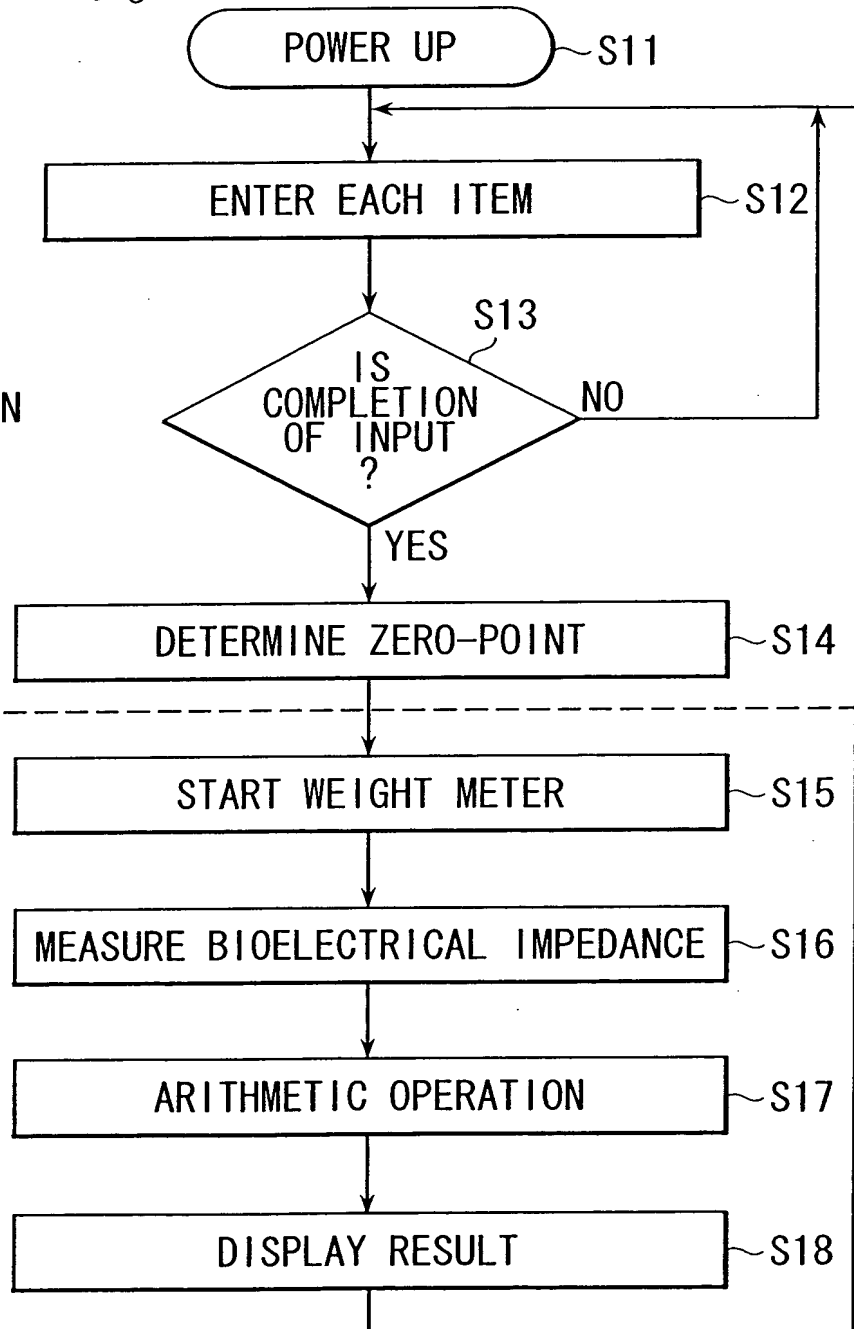 POWER UP
S11
ENTER EACH ITEM
S12
S13
IS
COMPLETION
OF INPUT
?
NO
N
YES
DETERMINE ZERO-POINT
S14
START WEIGHT METER
S15
MEASURE BIOELECTRICAL IMPEDANCE
S16
ARITHMETIC OPERATION
S17
DISPLAY RESULT
S18